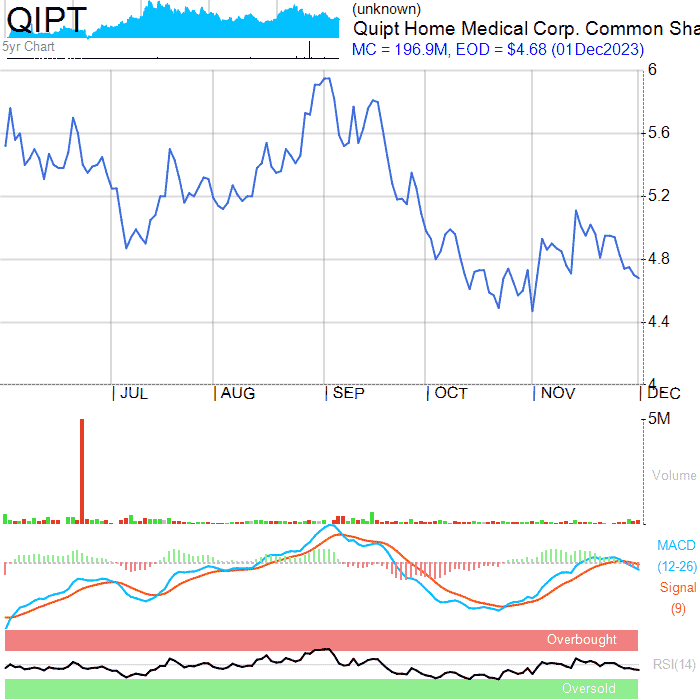 QIPT
(unknown)
Quipt Home Medical Corp. Common Sha
5yr Chart
MC = 196.9M, EOD = $4.68 (01Dec2023)
6
5.6
5.2
4.8
4.4
4
JUL AUG SEP OCT NOV DEC
5M
Volume
MACD
(12-26)
Signal
(9)
Overbought
RSI(14)
Oversold